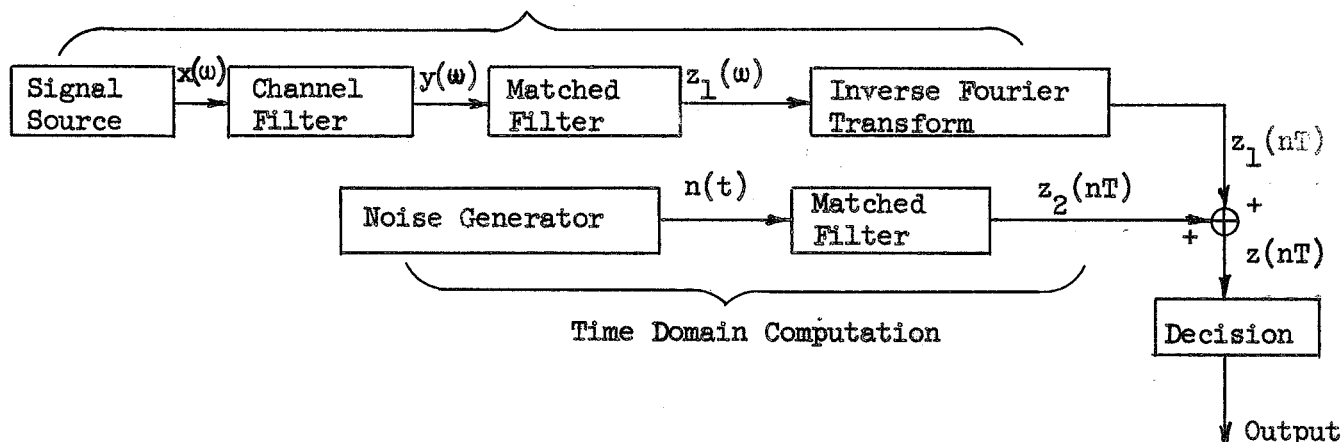 Signal
Source
x(ω)
Channel
Filter
y(ω)
Matched
Filter
z₁(ω)
Inverse Fourier
Transform
z₁(nT)
Noise Generator
n(t)
Matched
Filter
z₂(nT)
+
+
z(nT)
Time Domain Computation
Decision
Output